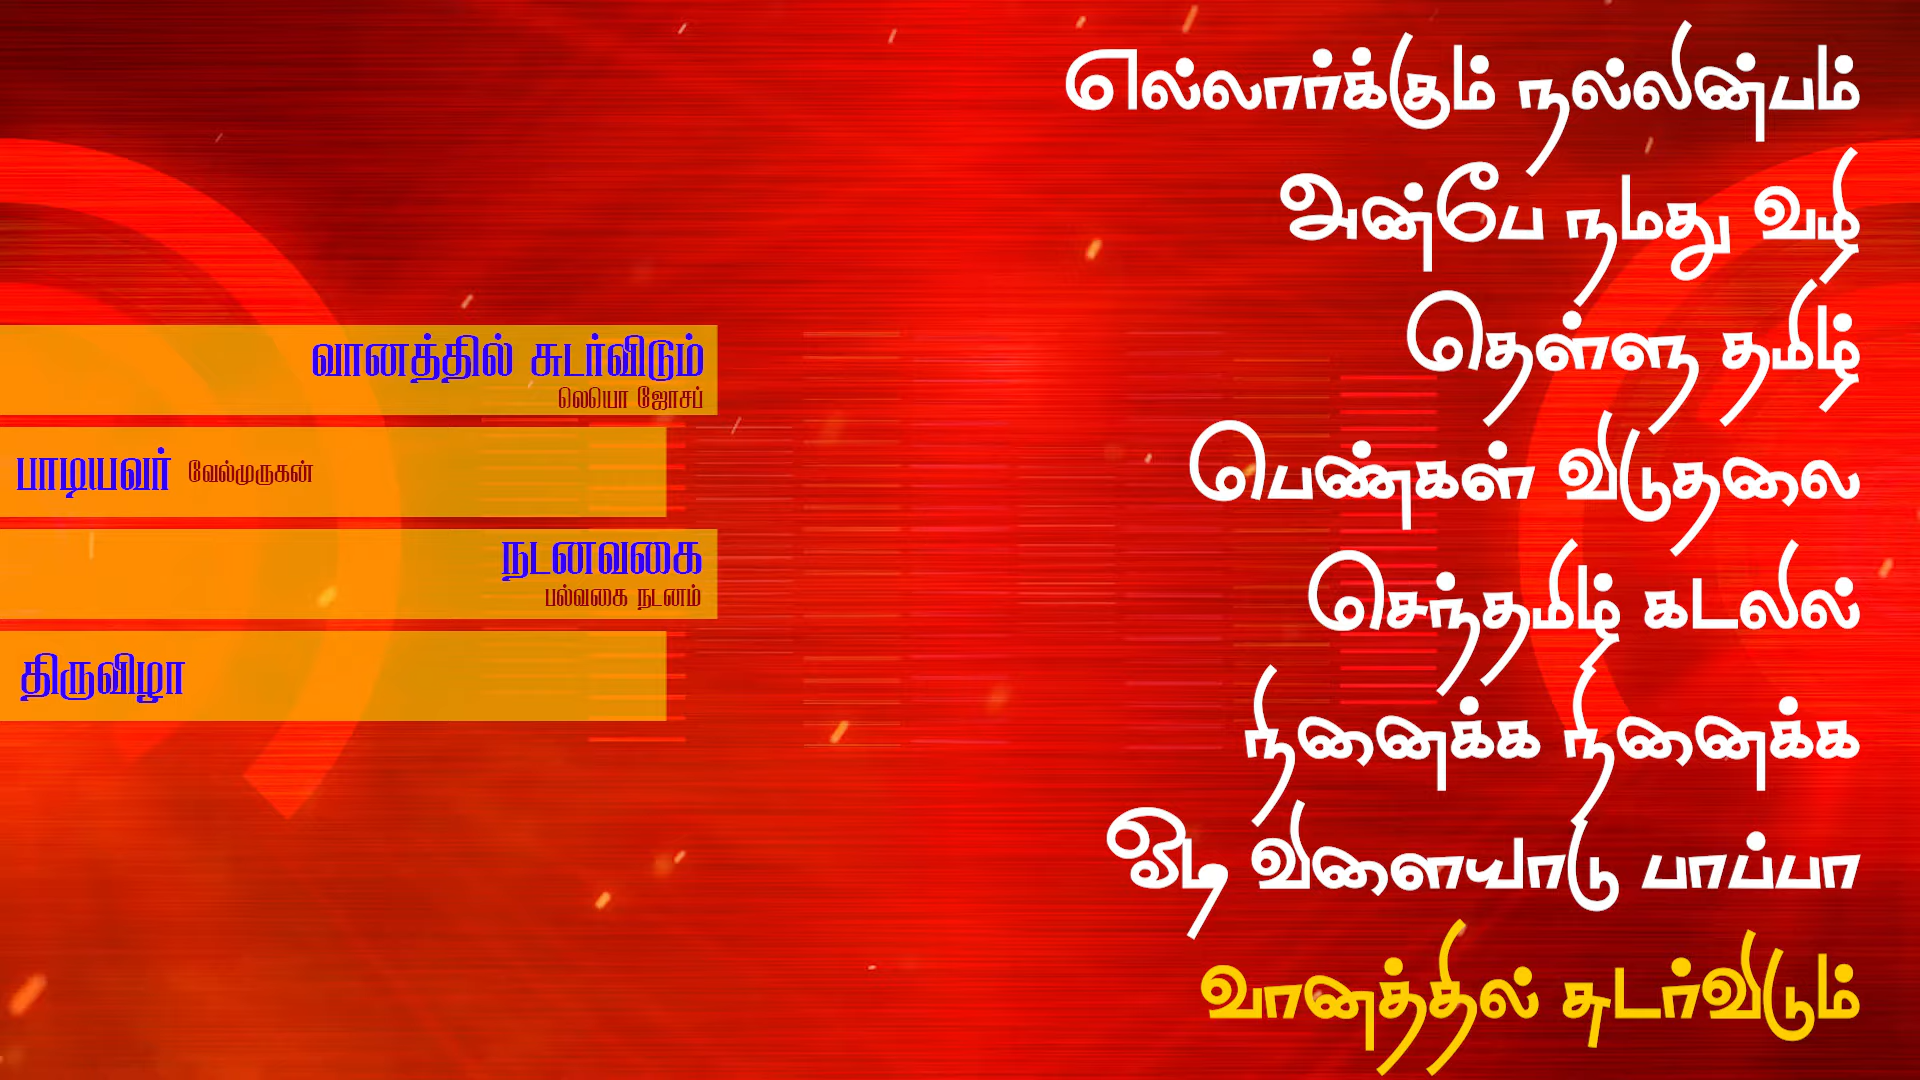 வானத்தில் சுடர்விடும்
லெயொ ஜோசப்
பாடியவர் வேல்முருகன்
நடனவகை
பல்வகை நடனம்
திருவிழா
எல்லார்க்கும் நல்லின்பம்
அன்பே நமது வழி
தெள்ளு தமிழ்
பெண்கள் விடுதலை
செந்தமிழ் கடலில்
நினைக்க நினைக்க
ஓடி விளையாடு பாப்பா
வானத்தில் சுடர்விடும்